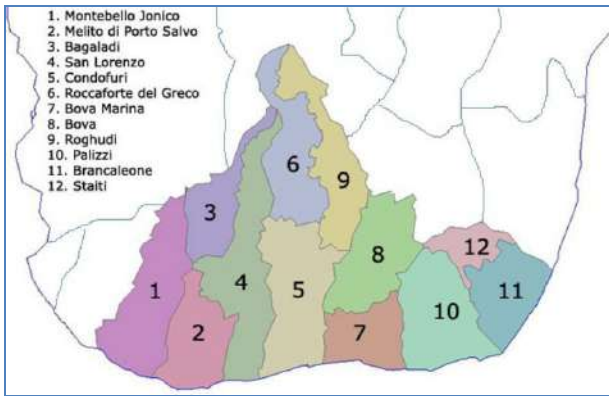 1. Montebello Jonico
2. Melito di Porto Salvo
3. Bagaladi
4. San Lorenzo
5. Condofuri
6. Roccaforte del Greco
7. Bova Marina
8. Bova
9. Roghudi
10. Palizzi
11. Brancaleone
12. Staiti
6
9
3
12
8
1
4
5
11
10
2
7